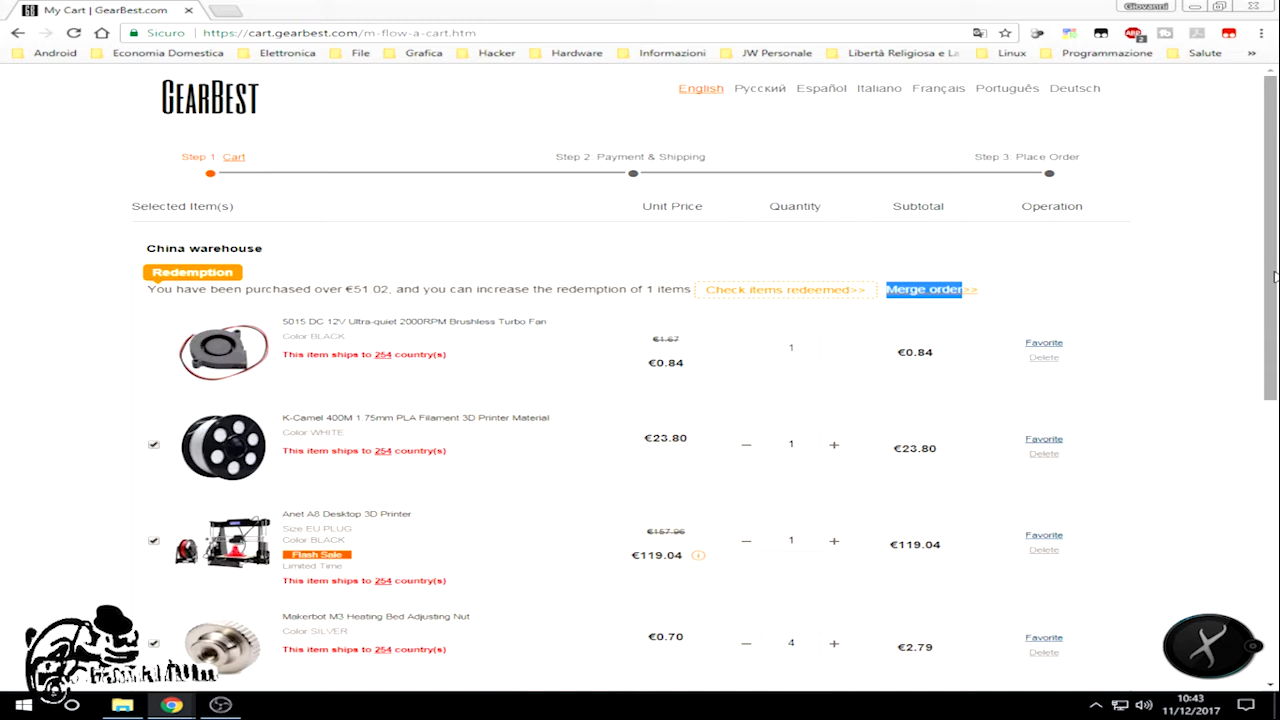 My Cart | GearBest.com
Giovanni
Sicuro https://cart.gearbest.com/m-flow-a-cart.htm
Android Economia Domestica Elettronica File Grafica Hacker Hardware Informazioni JW Personale Libertà Religiosa e La Linux Programmazione Salute »
GEARBEST
English Русский Español Italiano Français Português Deutsch
Step 1 Cart Step 2 Payment & Shipping Step 3 Place Order
Selected Item(s) Unit Price Quantity Subtotal Operation
China warehouse
Redemption
You have been purchased over €51.02, and you can increase the redemption of 1 items Check items redeemed>> Merge order>>
5015 DC 12V Ultra-quiet 2000RPM Brushless Turbo Fan
Color BLACK
This item ships to 254 country(s)
€1.67
€0.84 1 €0.84
Favorite
Delete
K-Camel 400M 1.75mm PLA Filament 3D Printer Material
Color WHITE
This item ships to 254 country(s)
€23.80 − 1 + €23.80
Favorite
Delete
Anet A8 Desktop 3D Printer
Size EU PLUG
Color BLACK
Flash Sale
Limited Time
This item ships to 254 country(s)
€157.96
€119.04 − 1 + €119.04
Favorite
Delete
Makerbot M3 Heating Bed Adjusting Nut
Color SILVER
This item ships to 254 country(s)
€0.70 − 4 + €2.79
Favorite
Delete
10:43
11/12/2017